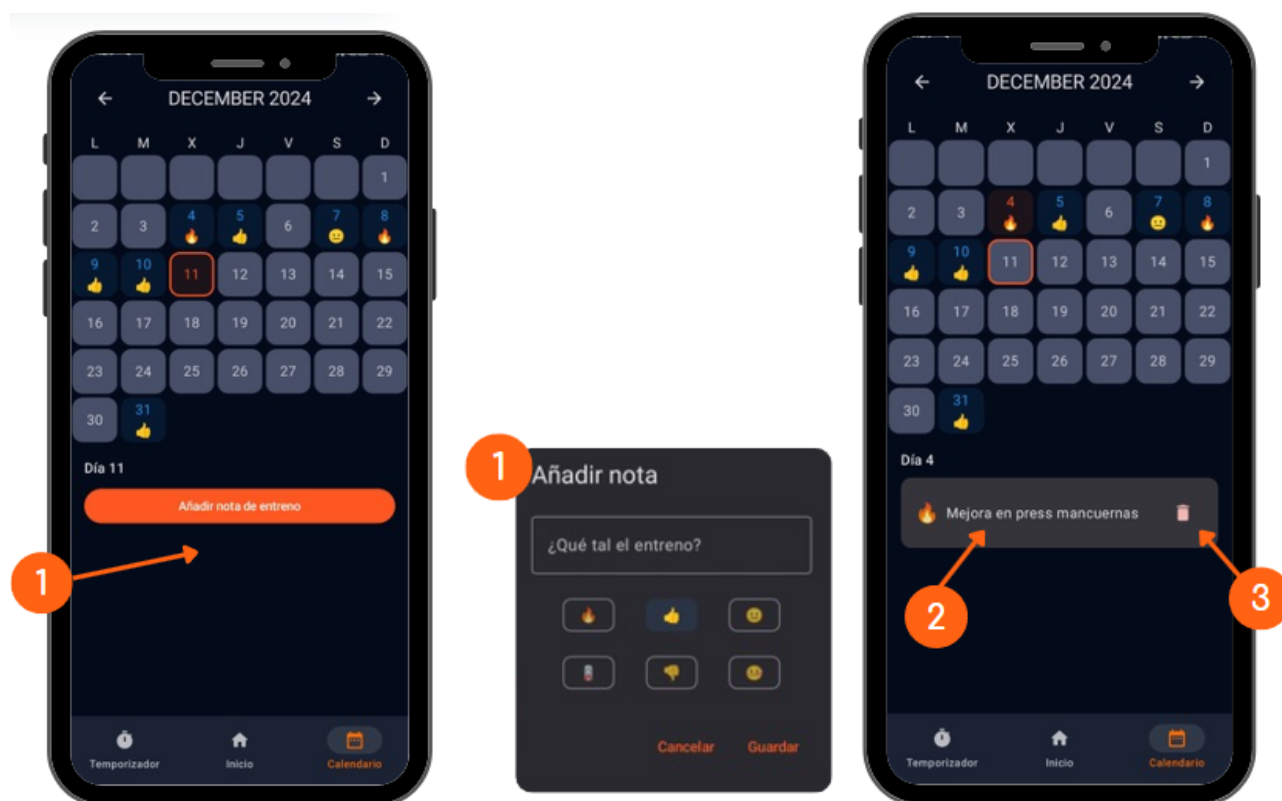 DECEMBER 2024
L M X J V S D
1
2 3 4 5 6 7 8
9 10 11 12 13 14 15
16 17 18 19 20 21 22
23 24 25 26 27 28 29
30 31
Día 11
Añadir nota de entreno
1
Temporizador Inicio Calendario
1
Añadir nota
¿Qué tal el entreno?
Cancelar Guardar
DECEMBER 2024
L M X J V S D
1
2 3 4 5 6 7 8
9 10 11 12 13 14 15
16 17 18 19 20 21 22
23 24 25 26 27 28 29
30 31
Día 4
Mejora en press mancuernas
2
3
Temporizador Inicio Calendario